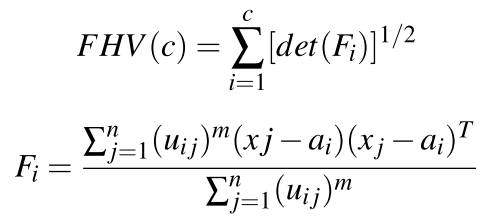 FHV(c) = \sum_{i=1}^{c} [det(F_i)]^{1/2}
F_i = \frac{\sum_{j=1}^{n} (u_{ij})^m (xj - a_i)(x_j - a_i)^T}{\sum_{j=1}^{n} (u_{ij})^m}